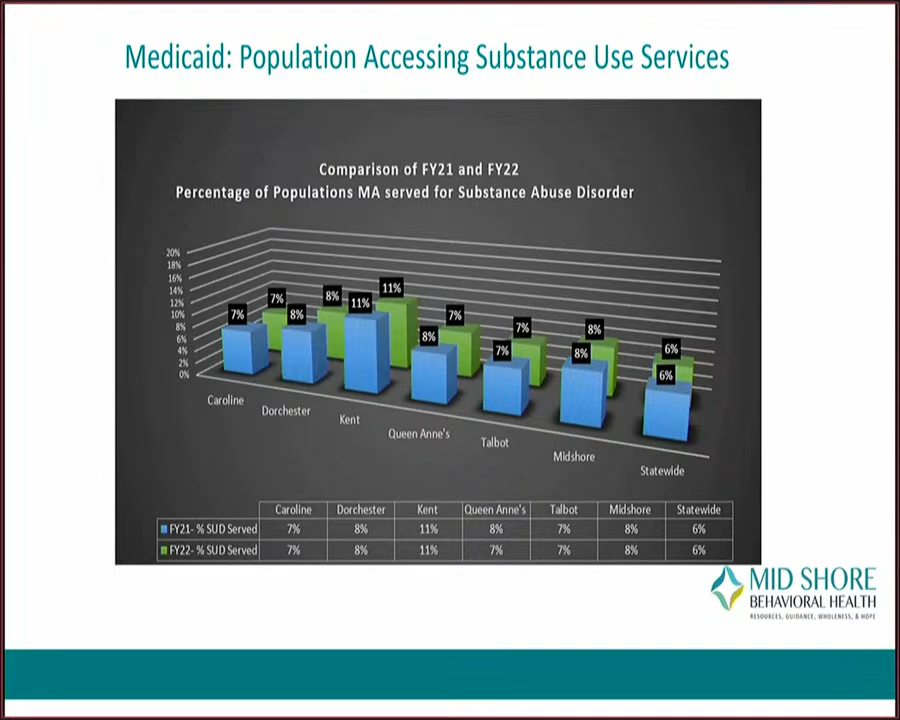 Medicaid: Population Accessing Substance Use Services
Comparison of FY21 and FY22
Percentage of Populations MA served for Substance Abuse Disorder
20%
18%
16%
14%
12%
10%
8%
6%
4%
2%
0%
7%
7%
8%
8%
11%
11%
8%
7%
7%
7%
8%
8%
6%
6%
Caroline
Dorchester
Kent
Queen Anne's
Talbot
Midshore
Statewide
Caroline Dorchester Kent Queen Anne's Talbot Midshore Statewide
FY21- % SUD Served 7% 8% 11% 8% 7% 8% 6%
FY22- % SUD Served 7% 8% 11% 7% 7% 8% 6%
MID SHORE
BEHAVIORAL HEALTH
RESOURCES, GUIDANCE, WHOLENESS, & HOPE